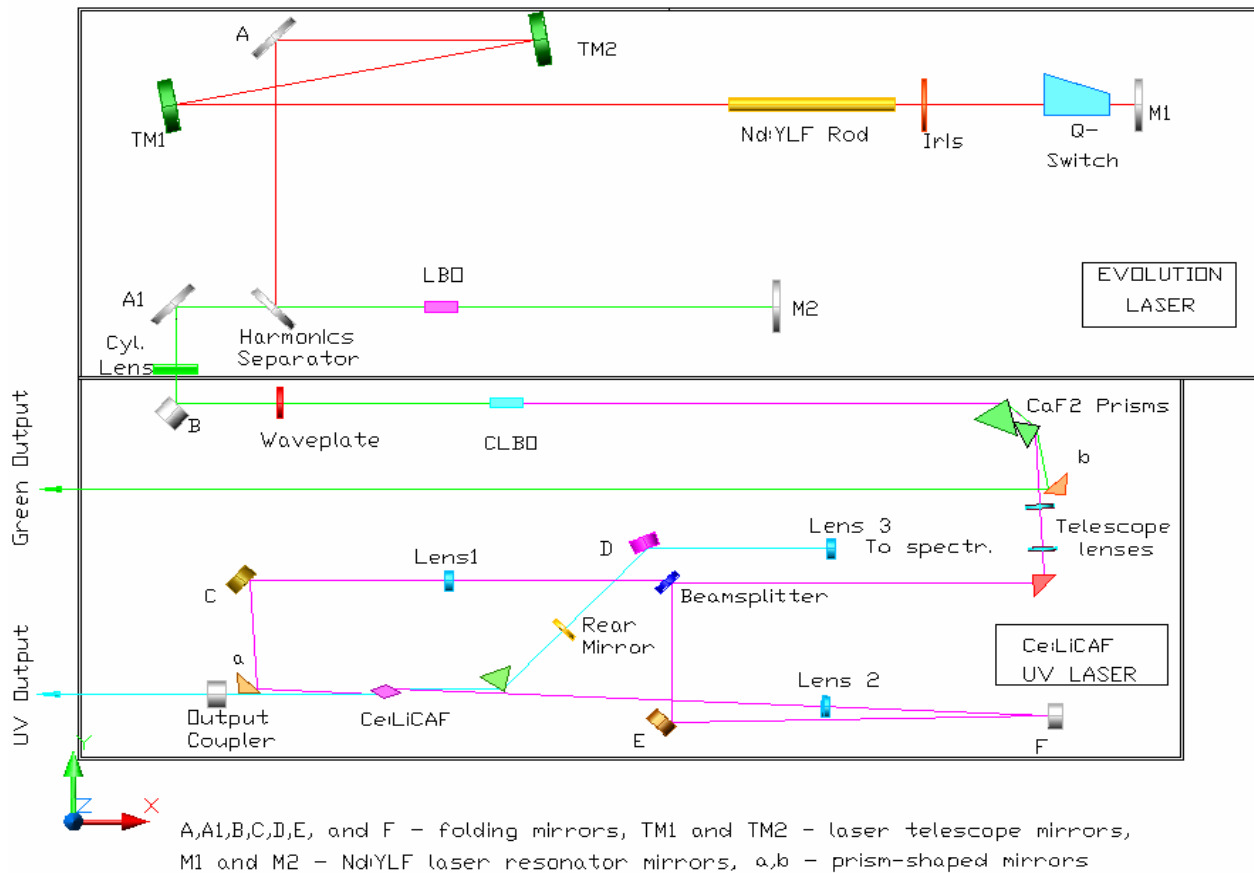 A
TM2
TM1
Nd:YLF Rod
Iris
Q-
Switch
M1
A1
LBO
M2
EVOLUTION
LASER
Cyl.
Lens
Harmonics
Separator
B
Waveplate
CLBO
CaF2 Prisms
b
Green Output
Telescope
lenses
Lens 3
To spectr.
D
Lens1
C
Beamsplitter
Rear
Mirror
Ce:LiCAF
UV LASER
a
UV Output
Output
Coupler
Ce:LiCAF
Lens 2
E
F
Y
Z
X
A,A1,B,C,D,E, and F - folding mirrors, TM1 and TM2 - laser telescope mirrors,
M1 and M2 - Nd:YLF laser resonator mirrors, a,b - prism-shaped mirrors